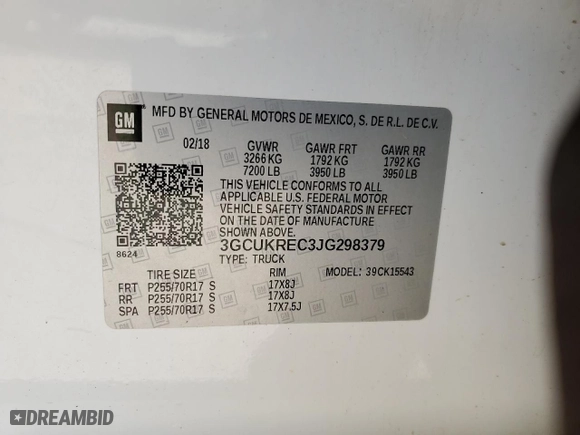 GM MFD BY GENERAL MOTORS DE MEXICO, S. DE R.L. DE C.V.
02/18 GVWR GAWR FRT GAWR RR
3266 KG 1792 KG 1792 KG
7200 LB 3950 LB 3950 LB
THIS VEHICLE CONFORMS TO ALL
APPLICABLE U.S. FEDERAL MOTOR
VEHICLE SAFETY STANDARDS IN EFFECT
ON THE DATE OF MANUFACTURE
SHOWN ABOVE.
3GCUKREC3JG298379
8624 TYPE: TRUCK
TIRE SIZE RIM MODEL: 39CK15543
FRT P255/70R17 S 17X8J
RR P255/70R17 S 17X8J
SPA P255/70R17 S 17X7.5J
DREAMBID